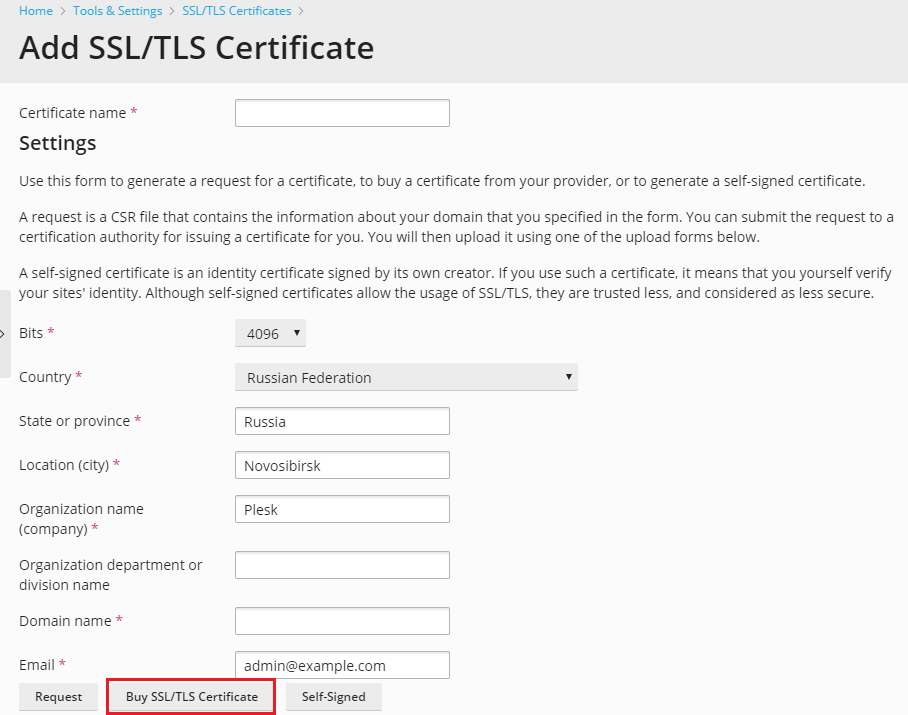 Home > Tools & Settings > SSL/TLS Certificates >
Add SSL/TLS Certificate
Certificate name *
Settings
Use this form to generate a request for a certificate, to buy a certificate from your provider, or to generate a self-signed certificate.
A request is a CSR file that contains the information about your domain that you specified in the form. You can submit the request to a
certification authority for issuing a certificate for you. You will then upload it using one of the upload forms below.
A self-signed certificate is an identity certificate signed by its own creator. If you use such a certificate, it means that you yourself verify
your sites' identity. Although self-signed certificates allow the usage of SSL/TLS, they are trusted less, and considered as less secure.
Bits * 4096
Country * Russian Federation
State or province * Russia
Location (city) * Novosibirsk
Organization name
(company) * Plesk
Organization department or
division name
Domain name *
Email * admin@example.com
Request Buy SSL/TLS Certificate Self-Signed